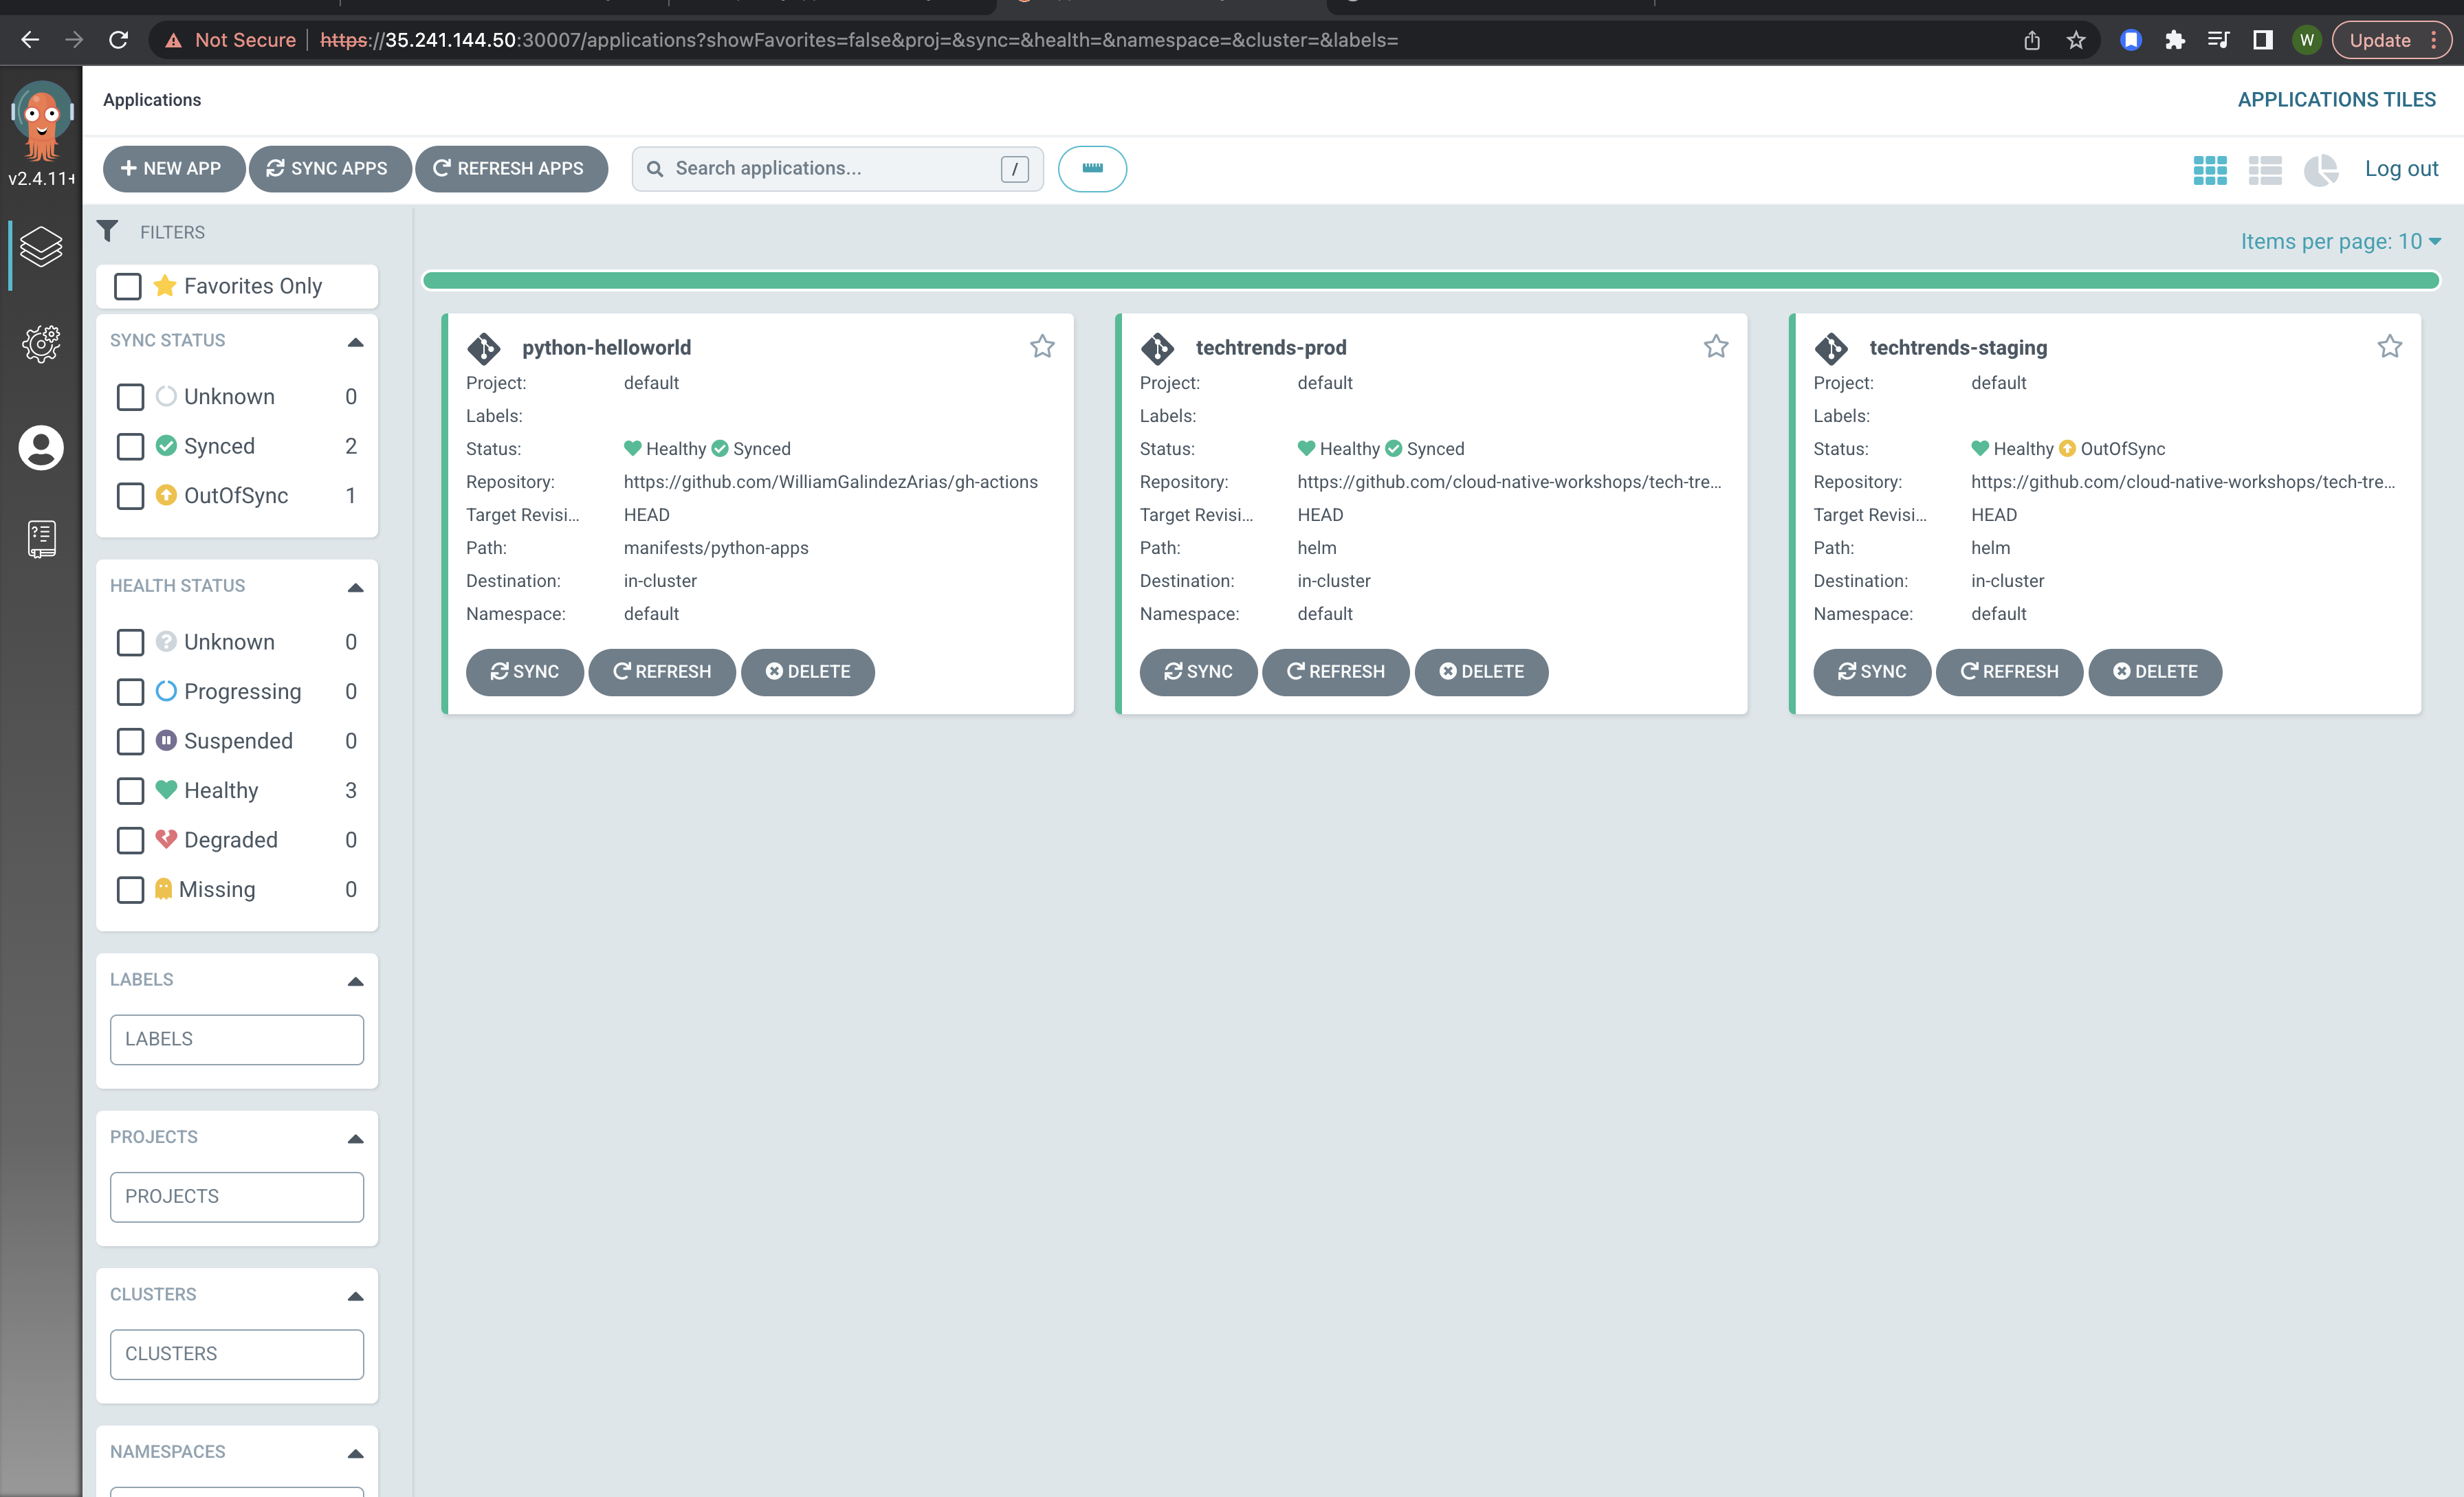 Not Secure https://35.241.144.50:30007/applications?showFavorites=false&proj=&sync=&health=&namespace=&cluster=&labels= W Update
v2.4.11+
Applications
APPLICATIONS TILES
NEW APP
SYNC APPS
REFRESH APPS
Search applications...
/
Log out
FILTERS
Items per page: 10
Favorites Only
SYNC STATUS
Unknown 0
Synced 2
OutOfSync 1
HEALTH STATUS
Unknown 0
Progressing 0
Suspended 0
Healthy 3
Degraded 0
Missing 0
LABELS
LABELS
PROJECTS
PROJECTS
CLUSTERS
CLUSTERS
NAMESPACES
python-helloworld
Project: default
Labels:
Status: Healthy Synced
Repository: https://github.com/WilliamGalindezArias/gh-actions
Target Revisi... HEAD
Path: manifests/python-apps
Destination: in-cluster
Namespace: default
SYNC REFRESH DELETE
techtrends-prod
Project: default
Labels:
Status: Healthy Synced
Repository: https://github.com/cloud-native-workshops/tech-tre...
Target Revisi... HEAD
Path: helm
Destination: in-cluster
Namespace: default
SYNC REFRESH DELETE
techtrends-staging
Project: default
Labels:
Status: Healthy OutOfSync
Repository: https://github.com/cloud-native-workshops/tech-tre...
Target Revisi... HEAD
Path: helm
Destination: in-cluster
Namespace: default
SYNC REFRESH DELETE